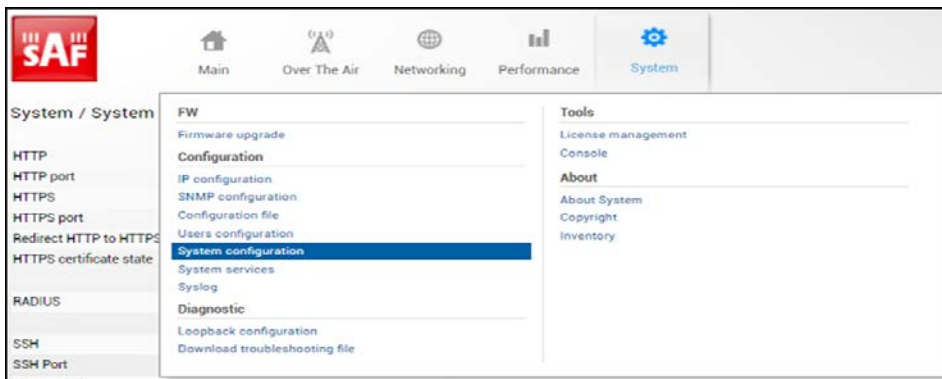 SAF
Main
Over The Air
Networking
Performance
System
System / System
HTTP
HTTP port
HTTPS
HTTPS port
Redirect HTTP to HTTPS
HTTPS certificate state
RADIUS
SSH
SSH Port
FW
Firmware upgrade
Configuration
IP configuration
SNMP configuration
Configuration file
Users configuration
System configuration
System services
Syslog
Diagnostic
Loopback configuration
Download troubleshooting file
Tools
License management
Console
About
About System
Copyright
Inventory